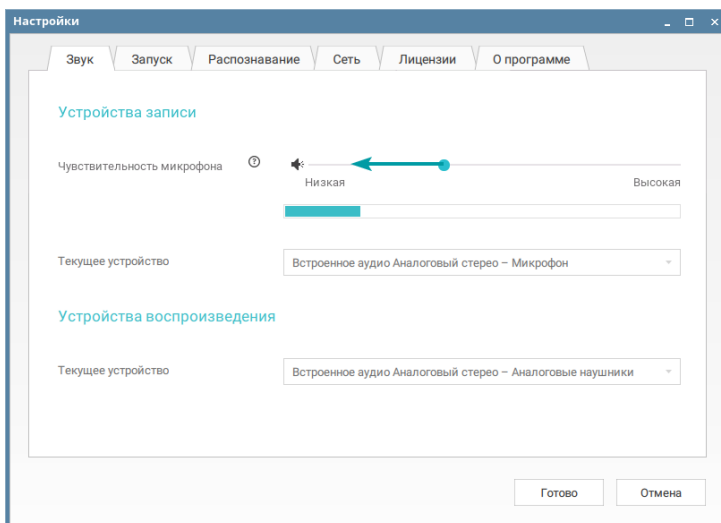 Настройки
Звук Запуск Распознавание Сеть Лицензии О программе
Устройства записи
Чувствительность микрофона ?
Низкая Высокая
Текущее устройство Встроенное аудио Аналоговый стерео – Микрофон
Устройства воспроизведения
Текущее устройство Встроенное аудио Аналоговый стерео – Аналоговые наушники
Готово Отмена